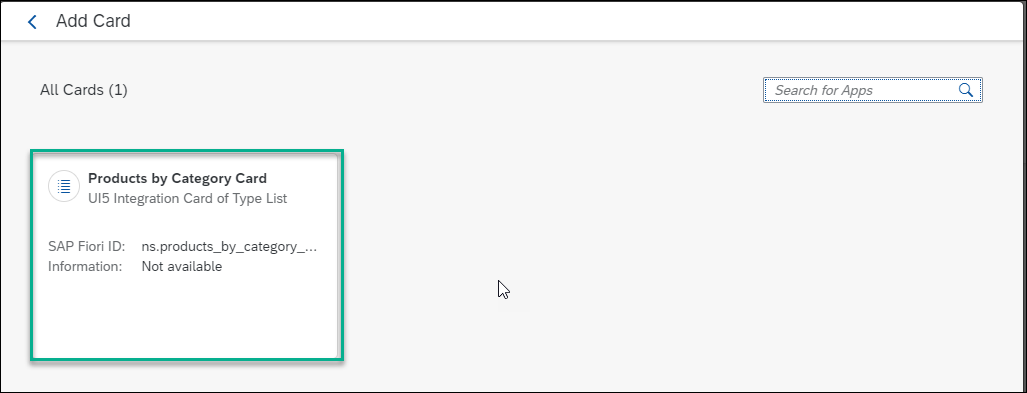 Add Card
All Cards (1)
Search for Apps
Products by Category Card
UI5 Integration Card of Type List
SAP Fiori ID: ns.products_by_category_...
Information: Not available